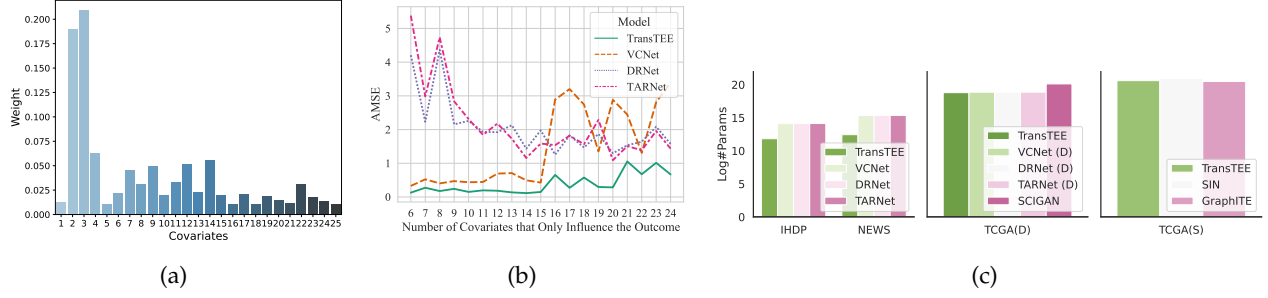 0.200
0.175
0.150
0.125
0.100
0.075
0.050
0.025
0.000
Weight
1 2 3 4 5 6 7 8 9 10 11 12 13 14 15 16 17 18 19 20 21 22 23 24 25
Covariates
(a)
Model
TransTEE
VCNet
DRNet
TARNet
5
4
3
2
1
0
AMSE
6 7 8 9 10 11 12 13 14 15 16 17 18 19 20 21 22 23 24
Number of Covariates that Only Influence the Outcome
(b)
20
15
10
5
0
Log#Params
TransTEE
VCNet
DRNet
TARNet
IHDP NEWS
TransTEE
VCNet (D)
DRNet (D)
TARNet (D)
SCIGAN
TCGA(D)
TransTEE
SIN
GraphITE
TCGA(S)
(c)